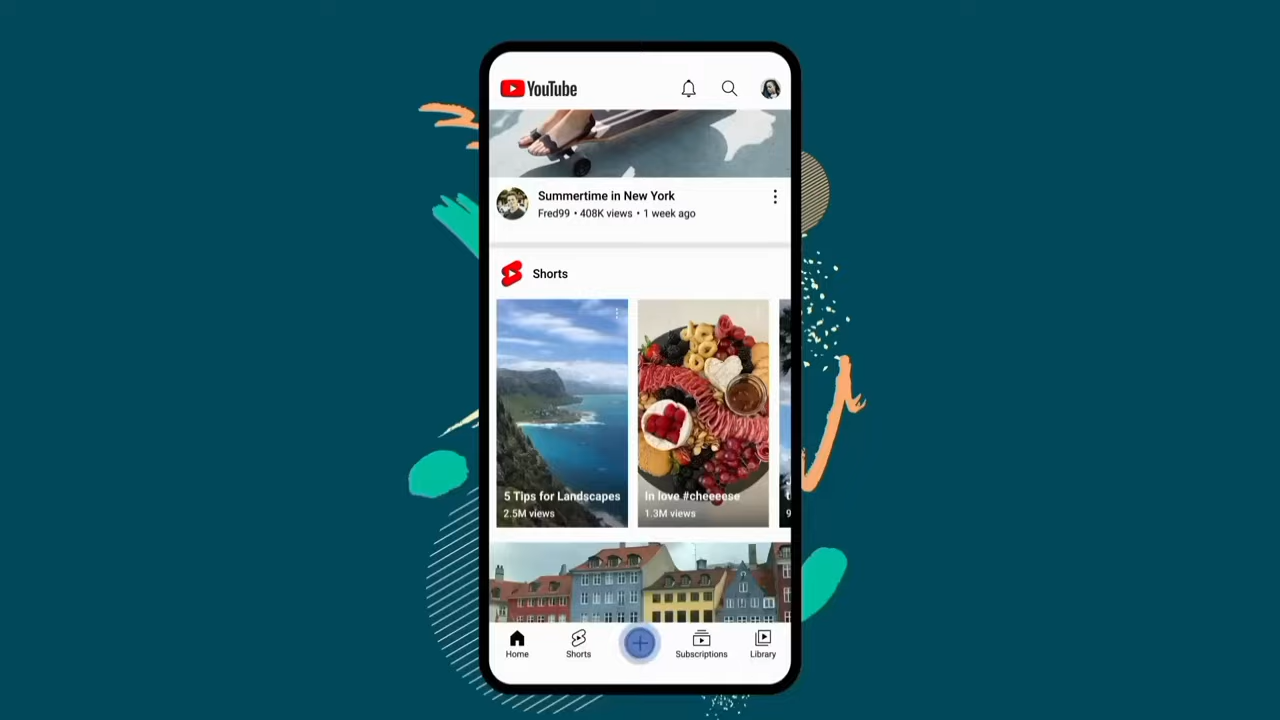 YouTube
Summertime in New York
Fred99 • 408K views • 1 week ago
Shorts
5 Tips for Landscapes
2.5M views
In love #cheeeese
1.3M views
9
Home
Shorts
Subscriptions
Library